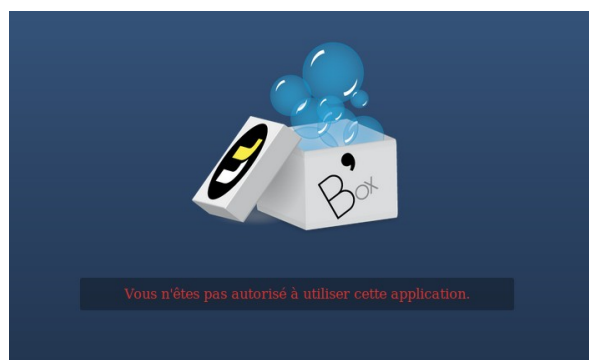 B'ox
Vous n'êtes pas autorisé à utiliser cette application.